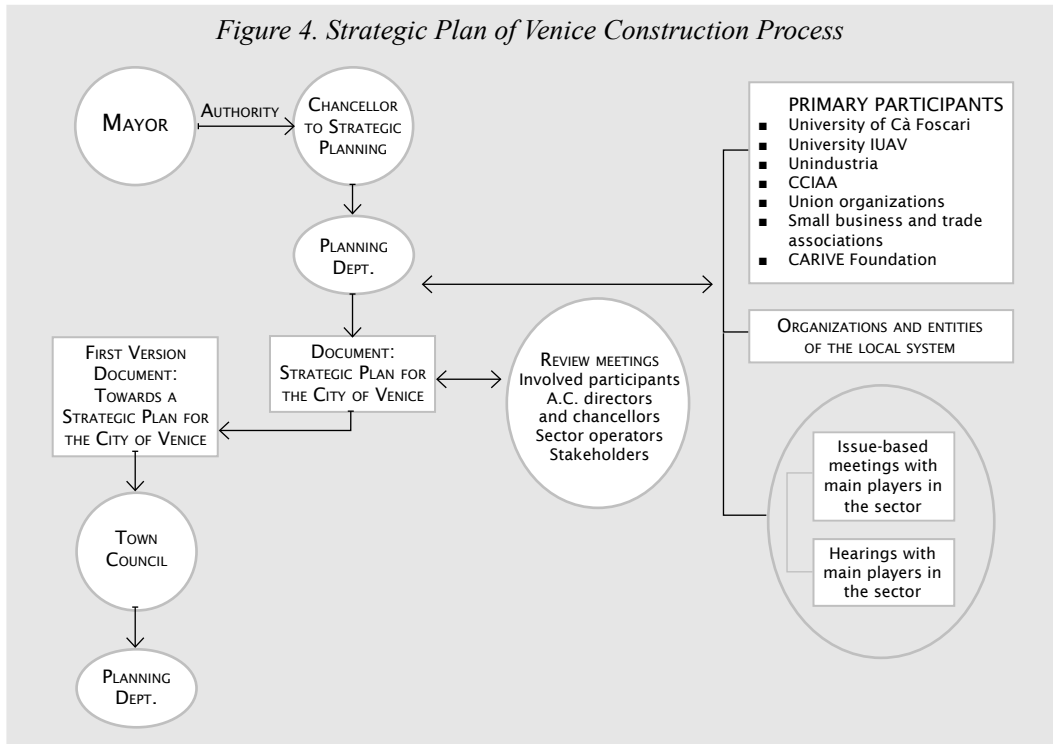 Figure 4. Strategic Plan of Venice Construction Process
MAYOR
AUTHORITY
CHANCELLOR
TO STRATEGIC
PLANNING
PLANNING
DEPT.
DOCUMENT:
STRATEGIC PLAN FOR
THE CITY OF VENICE
FIRST VERSION
DOCUMENT:
TOWARDS A
STRATEGIC PLAN FOR
THE CITY OF VENICE
TOWN
COUNCIL
PLANNING
DEPT.
REVIEW MEETINGS
Involved participants
A.C. directors
and chancellors
Sector operators
Stakeholders
PRIMARY PARTICIPANTS
■ University of Cà Foscari
■ University IUAV
■ Unindustria
■ CCIAA
■ Union organizations
■ Small business and trade
associations
■ CARIVE Foundation
ORGANIZATIONS AND ENTITIES
OF THE LOCAL SYSTEM
Issue-based
meetings with
main players in
the sector
Hearings with
main players in
the sector